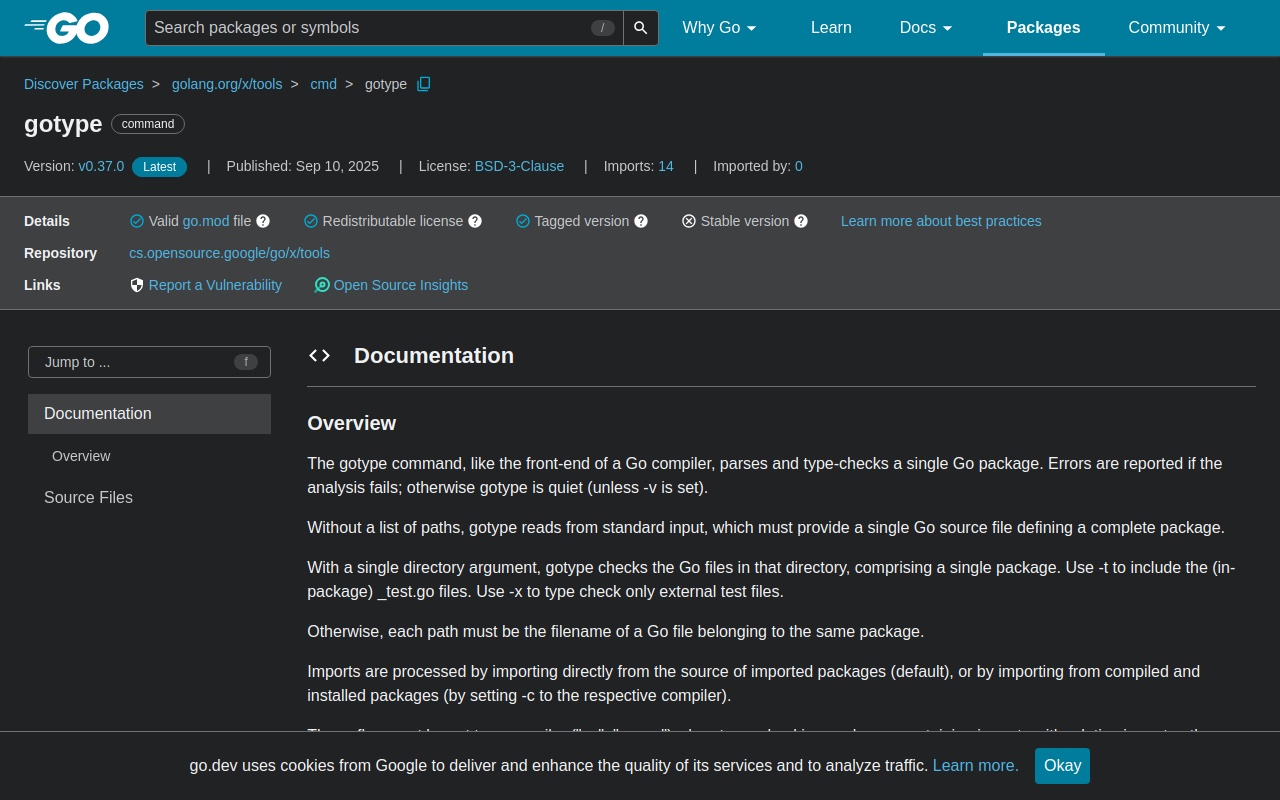 GO
Search packages or symbols /
Why Go
Learn
Docs
Packages
Community
Discover Packages > golang.org/x/tools > cmd > gotype
gotype command
Version: v0.37.0 Latest | Published: Sep 10, 2025 | License: BSD-3-Clause | Imports: 14 | Imported by: 0
Details Valid go.mod file Redistributable license Tagged version Stable version Learn more about best practices
Repository cs.opensource.google/go/x/tools
Links Report a Vulnerability Open Source Insights
Jump to ... f
Documentation
Overview
Source Files
Documentation
Overview
The gotype command, like the front-end of a Go compiler, parses and type-checks a single Go package. Errors are reported if the
analysis fails; otherwise gotype is quiet (unless -v is set).
Without a list of paths, gotype reads from standard input, which must provide a single Go source file defining a complete package.
With a single directory argument, gotype checks the Go files in that directory, comprising a single package. Use -t to include the (in-
package) _test.go files. Use -x to type check only external test files.
Otherwise, each path must be the filename of a Go file belonging to the same package.
Imports are processed by importing directly from the source of imported packages (default), or by importing from compiled and
installed packages (by setting -c to the respective compiler).
go.dev uses cookies from Google to deliver and enhance the quality of its services and to analyze traffic. Learn more. Okay